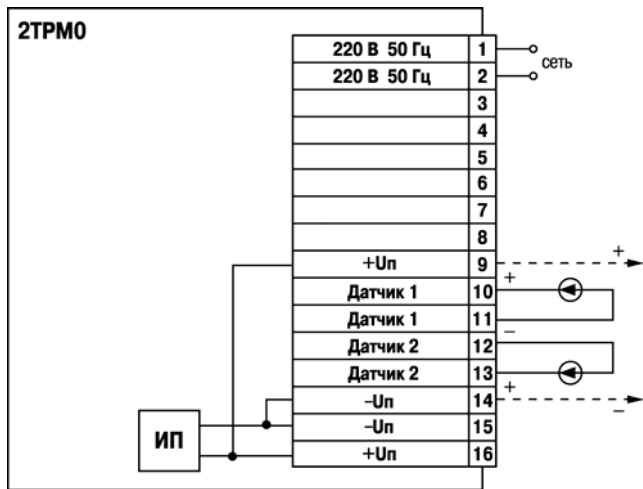 2ТРМ0
220 В 50 Гц 1
220 В 50 Гц 2
сеть
3
4
5
6
7
8
+Uп 9 +
Датчик 1 10 +
Датчик 1 11 −
Датчик 2 12
Датчик 2 13 +
−Uп 14 −
−Uп 15
+Uп 16
ИП